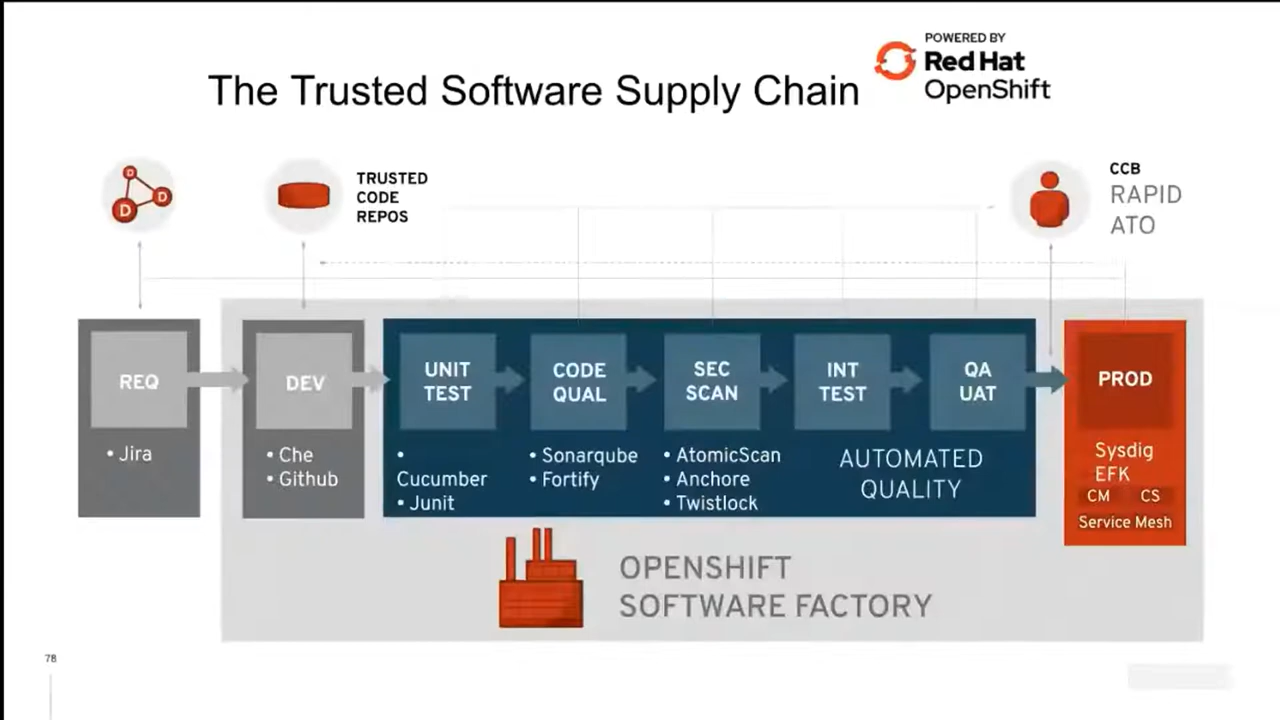 POWERED BY
Red Hat
OpenShift
The Trusted Software Supply Chain
D
D
D
TRUSTED
CODE
REPOS
CCB
RAPID
ATO
REQ
• Jira
DEV
• Che
• Github
UNIT
TEST
•
Cucumber
• Junit
CODE
QUAL
• Sonarqube
• Fortify
SEC
SCAN
• AtomicScan
• Anchore
• Twistlock
INT
TEST
QA
UAT
AUTOMATED
QUALITY
PROD
Sysdig
EFK
CM CS
Service Mesh
OPENSHIFT
SOFTWARE FACTORY
78